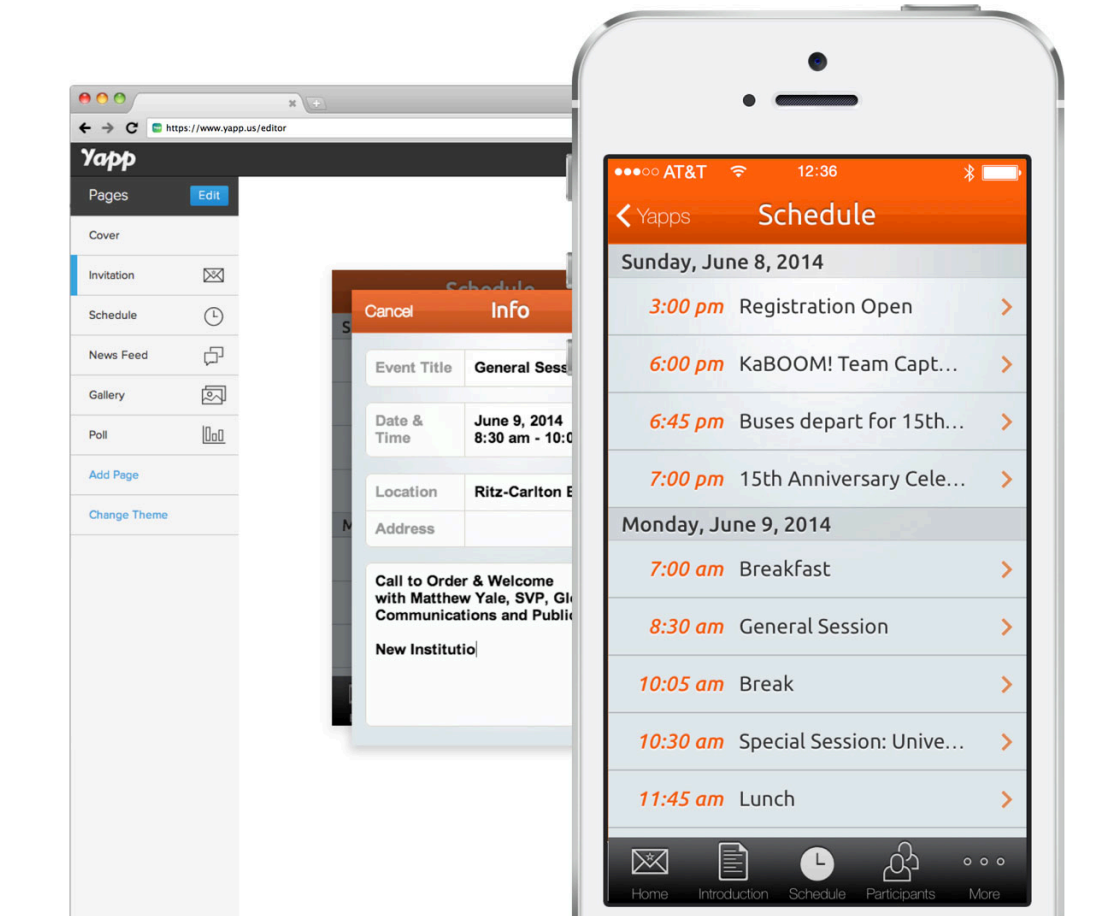 https://www.yapp.us/editor
Yapp
Pages
Edit
Cover
Invitation
Schedule
News Feed
Gallery
Poll
Add Page
Change Theme
Schedule
Cancel
Info
Event Title
General Sess
Date & Time
June 9, 2014
8:30 am - 10:0
Location
Ritz-Carlton B
Address
Call to Order & Welcome
with Matthew Yale, SVP, Glo
Communications and Public
New Institutio
AT&T
12:36
Yapps
Schedule
Sunday, June 8, 2014
3:00 pm Registration Open
6:00 pm KaBOOM! Team Capt...
6:45 pm Buses depart for 15th...
7:00 pm 15th Anniversary Cele...
Monday, June 9, 2014
7:00 am Breakfast
8:30 am General Session
10:05 am Break
10:30 am Special Session: Unive...
11:45 am Lunch
Home Introduction Schedule Participants More